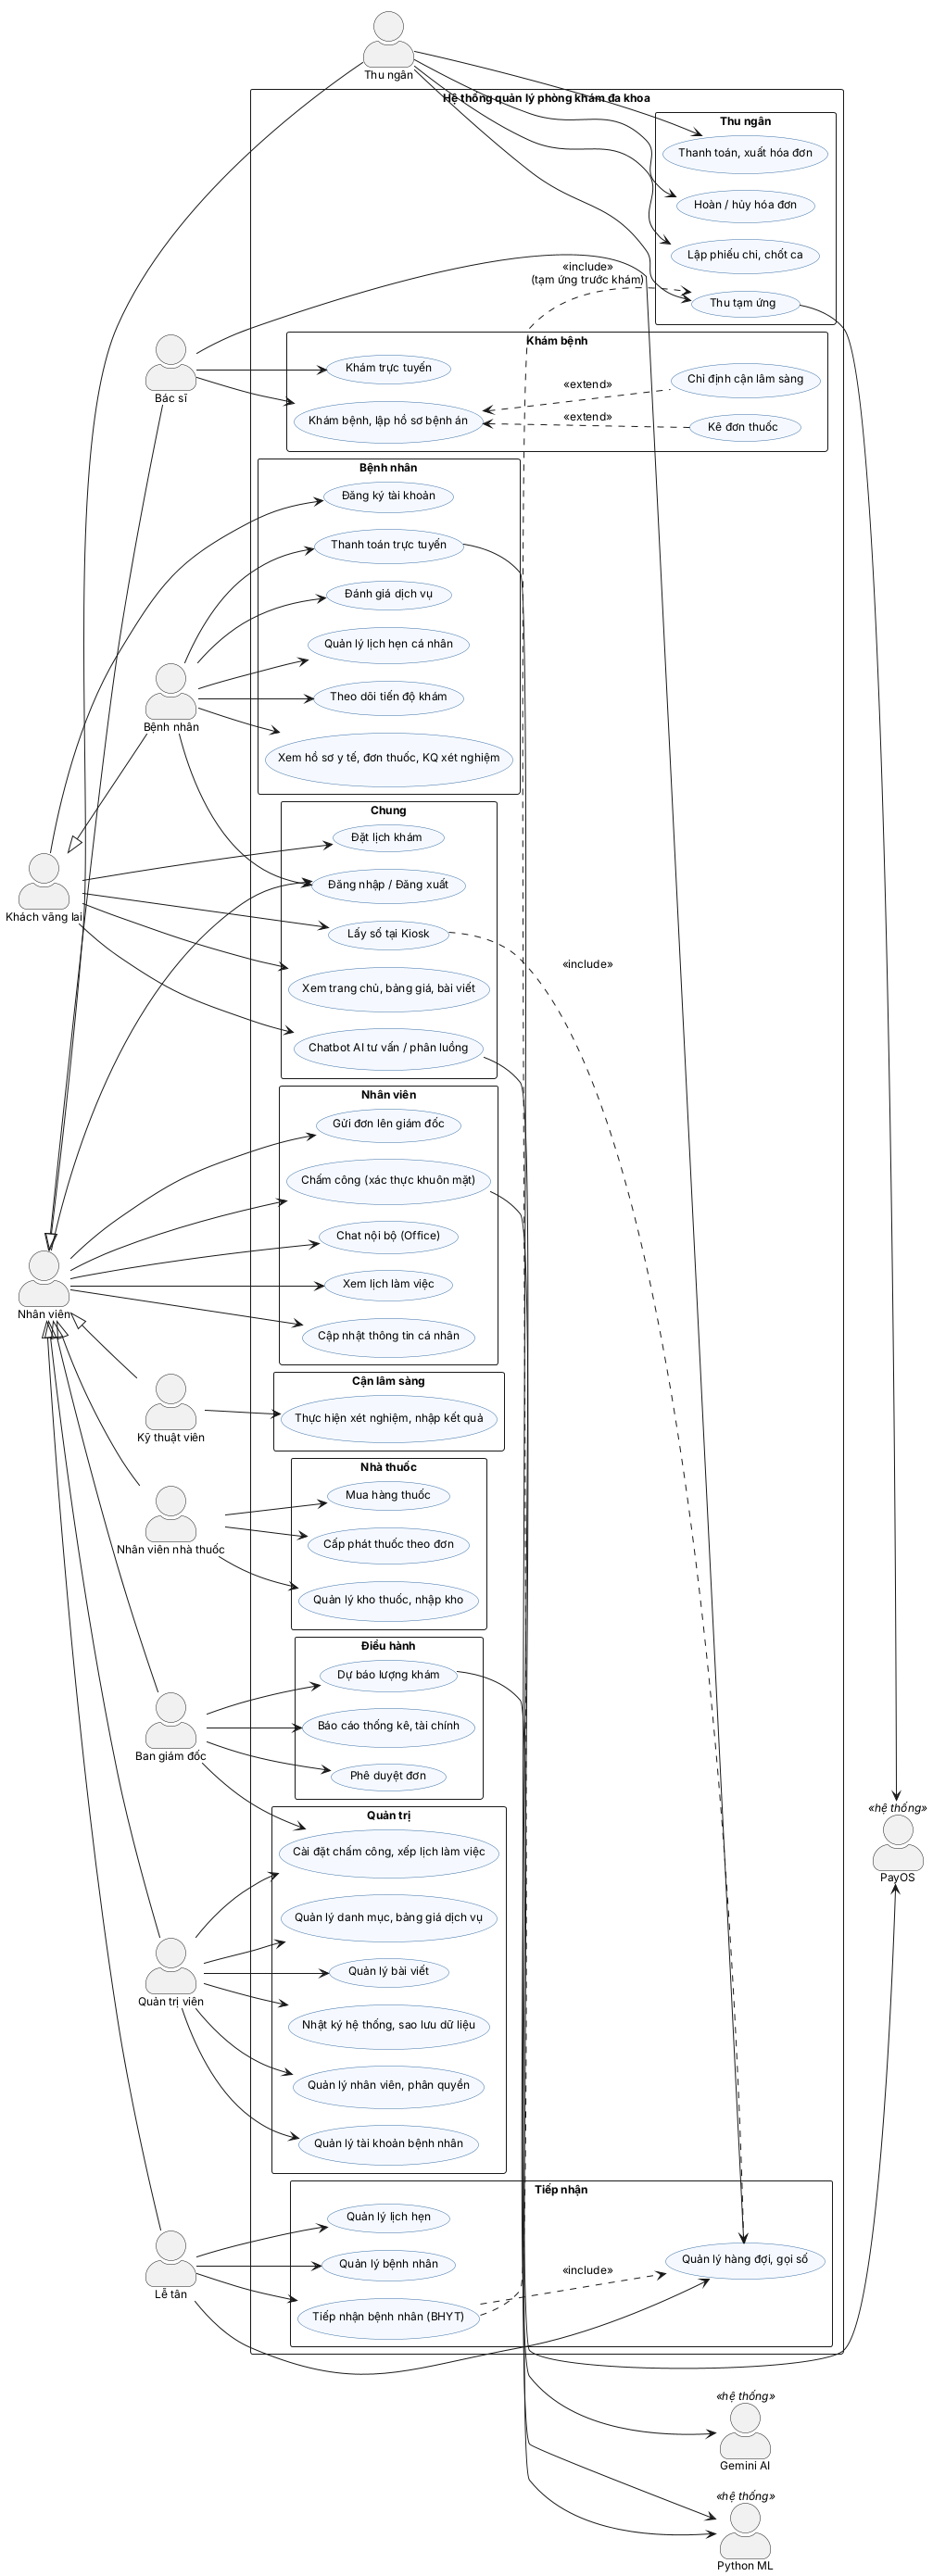 Thu ngân
Hệ thống quản lý phòng khám đa khoa
Thu ngân
Thanh toán, xuất hóa đơn
Hoàn / hủy hóa đơn
Lập phiếu chi, chốt ca
«include»
(tạm ứng trước khám)
Thu tạm ứng
Khám bệnh
Bác sĩ
Khám trực tuyến
Chỉ định cận lâm sàng
«extend»
Khám bệnh, lập hồ sơ bệnh án
«extend»
Kê đơn thuốc
Bệnh nhân
Đăng ký tài khoản
Thanh toán trực tuyến
Đánh giá dịch vụ
Quản lý lịch hẹn cá nhân
Theo dõi tiến độ khám
Bệnh nhân
Xem hồ sơ y tế, đơn thuốc, KQ xét nghiệm
Chung
Đặt lịch khám
Đăng nhập / Đăng xuất
Khách vãng lai
Lấy số tại Kiosk
«include»
Xem trang chủ, bảng giá, bài viết
Chatbot AI tư vấn / phân luồng
Nhân viên
Gửi đơn lên giám đốc
Chấm công (xác thực khuôn mặt)
Chat nội bộ (Office)
Xem lịch làm việc
Nhân viên
Cập nhật thông tin cá nhân
Cận lâm sàng
Kỹ thuật viên
Thực hiện xét nghiệm, nhập kết quả
Nhà thuốc
Mua hàng thuốc
Nhân viên nhà thuốc
Cấp phát thuốc theo đơn
Quản lý kho thuốc, nhập kho
Điều hành
Dự báo lượng khám
Báo cáo thống kê, tài chính
Ban giám đốc
Phê duyệt đơn
«hệ thống»
PayOS
Quản trị
Cài đặt chấm công, xếp lịch làm việc
Quản lý danh mục, bảng giá dịch vụ
Quản lý bài viết
Quản trị viên
Nhật ký hệ thống, sao lưu dữ liệu
Quản lý nhân viên, phân quyền
Quản lý tài khoản bệnh nhân
Tiếp nhận
Quản lý lịch hẹn
Quản lý hàng đợi, gọi số
Quản lý bệnh nhân
«include»
Lễ tân
Tiếp nhận bệnh nhân (BHYT)
«hệ thống»
Gemini AI
«hệ thống»
Python ML